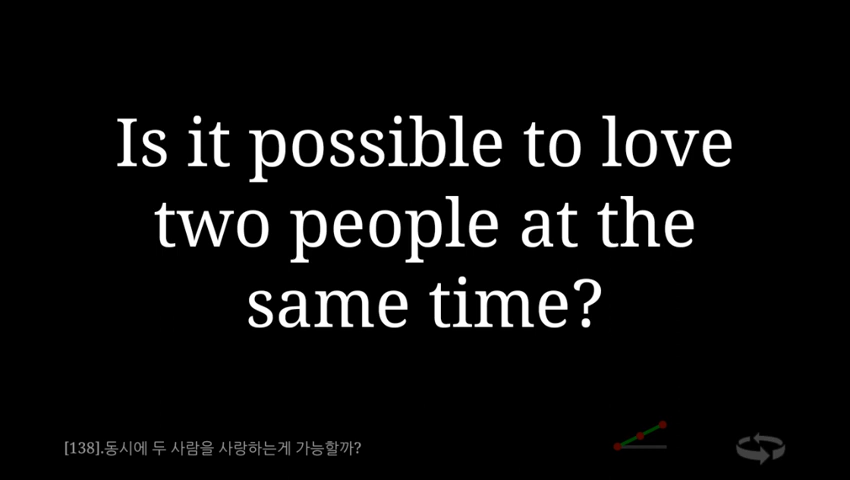 Is it possible to love
two people at the
same time?
[138].동시에 두 사람을 사랑하는게 가능할까?